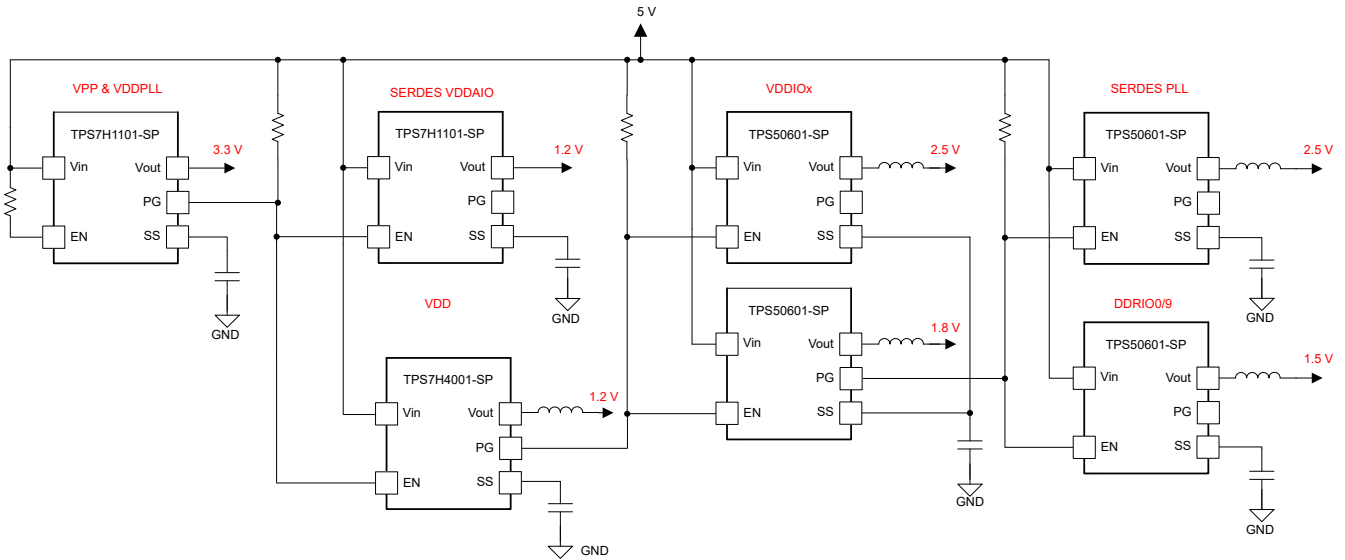 5 V
VPP & VDDPLL
TPS7H1101-SP
Vin
Vout
3.3 V
PG
EN
SS
GND
SERDES VDDAIO
TPS7H1101-SP
Vin
Vout
1.2 V
PG
EN
SS
GND
VDD
TPS7H4001-SP
Vin
Vout
1.2 V
PG
EN
SS
GND
VDDIOx
TPS50601-SP
Vin
Vout
2.5 V
PG
EN
SS
TPS50601-SP
Vin
Vout
1.8 V
PG
EN
SS
GND
SERDES PLL
TPS50601-SP
Vin
Vout
2.5 V
PG
EN
SS
GND
DDRIO0/9
TPS50601-SP
Vin
Vout
1.5 V
PG
EN
SS
GND